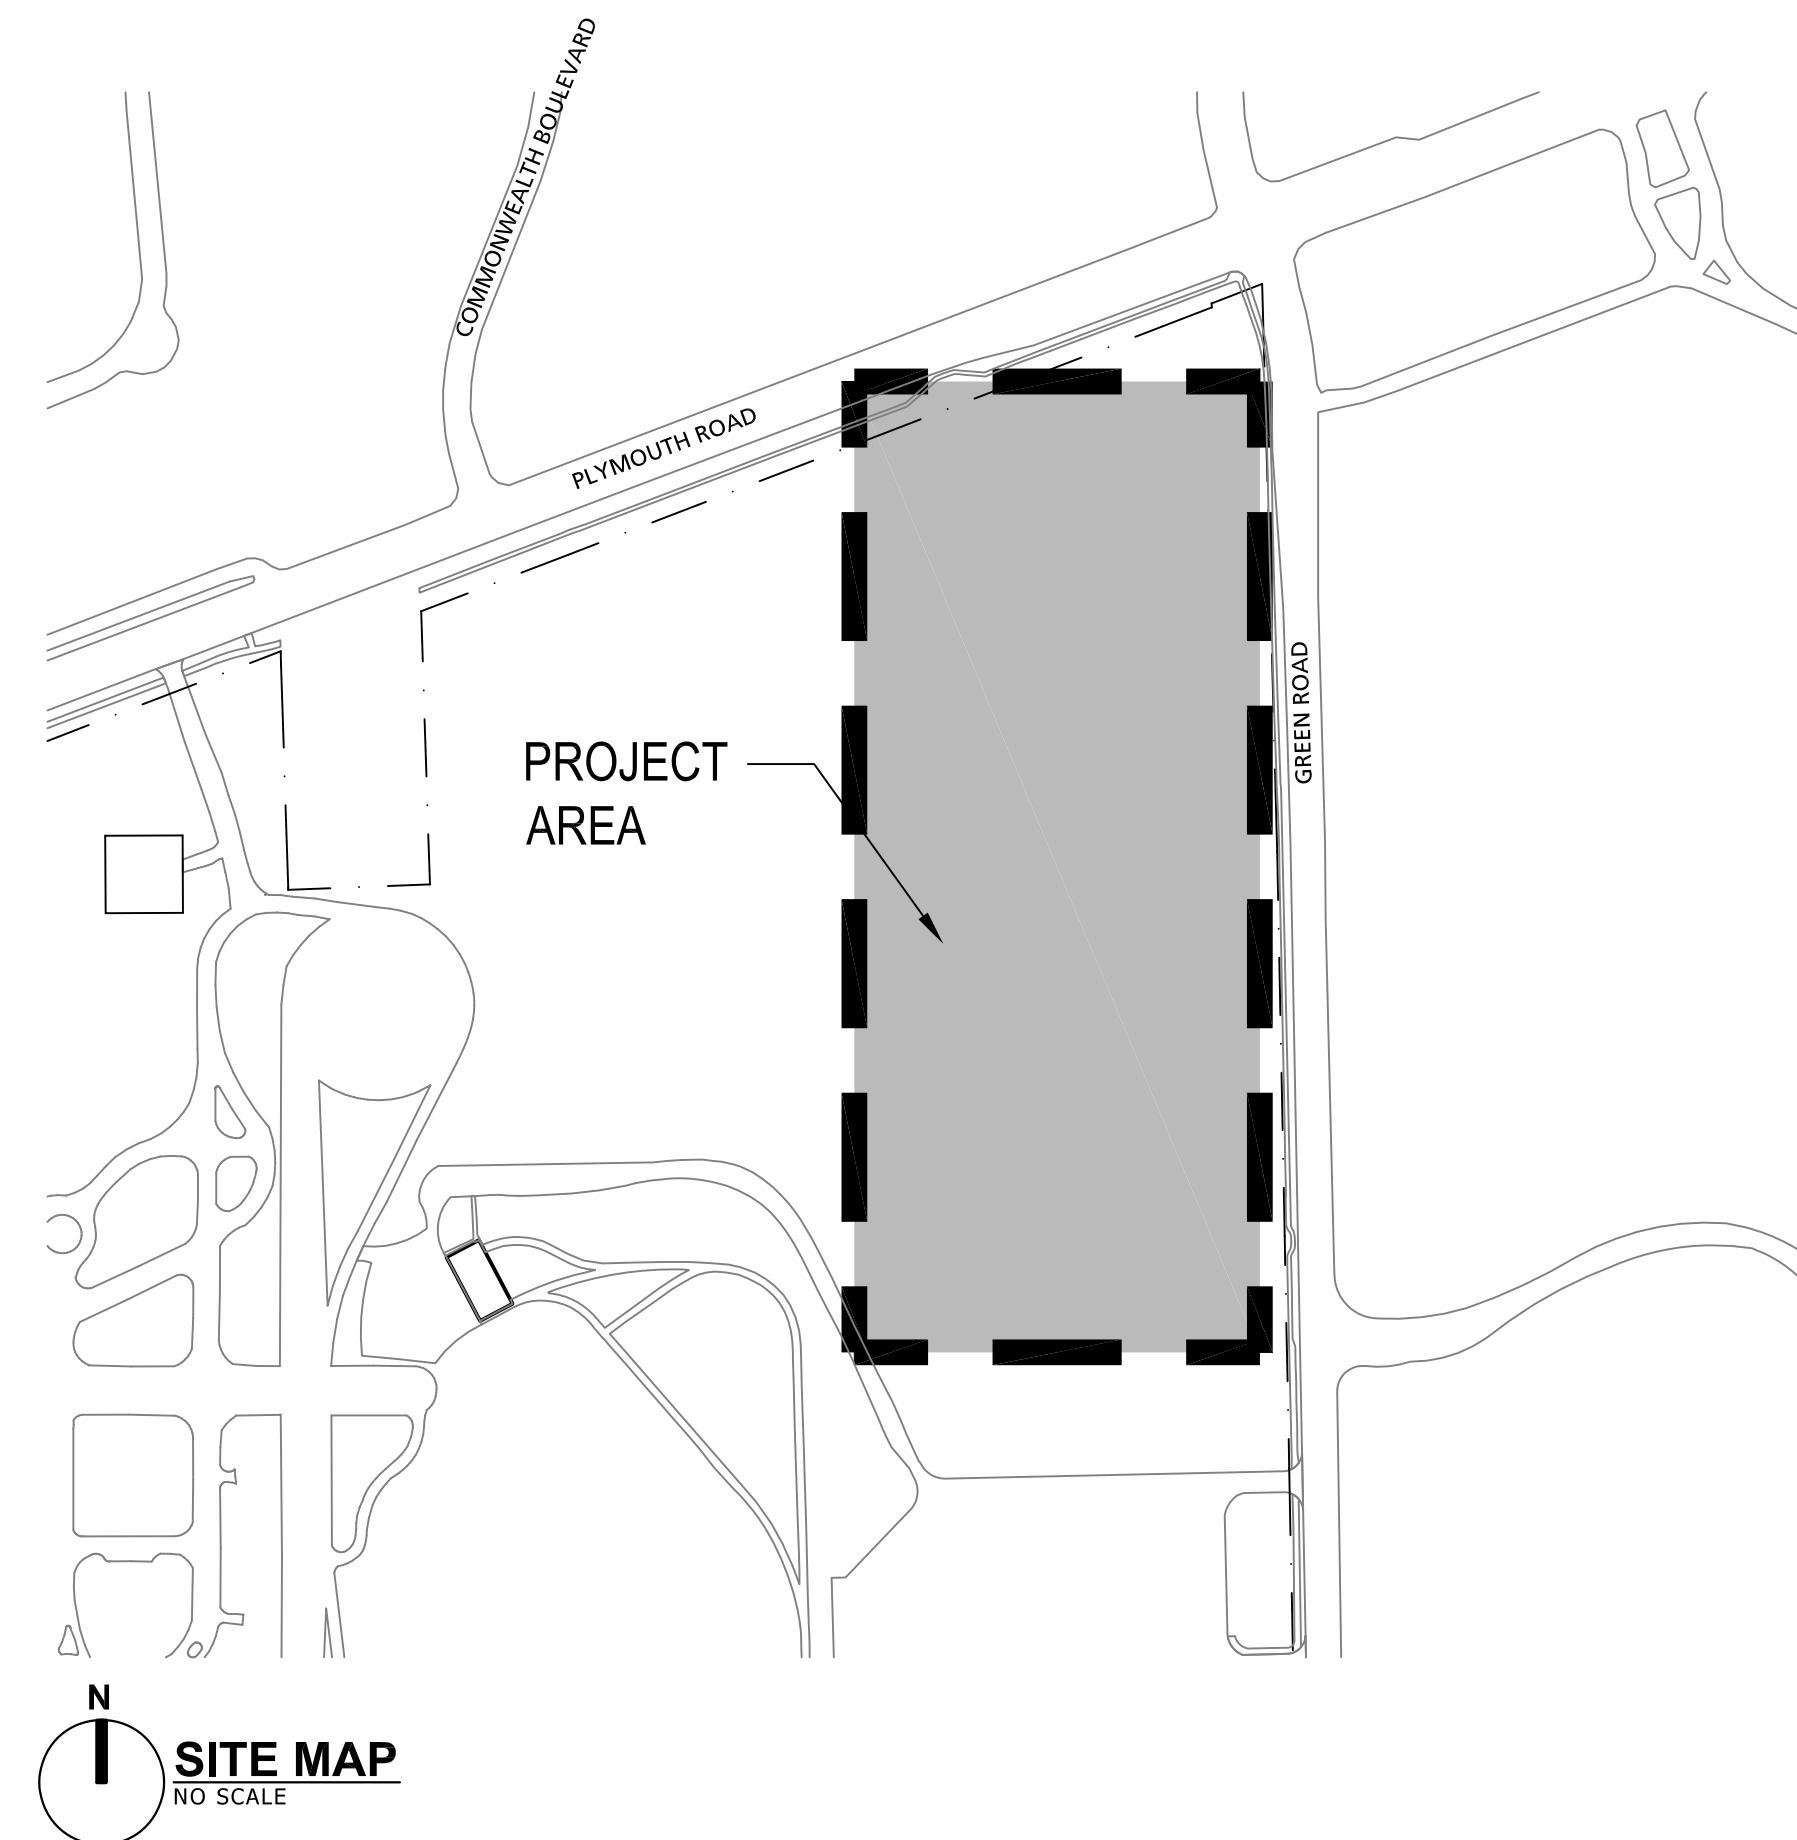 COMMONWEALTH BOULEVARD
PLYMOUTH ROAD
GREEN ROAD
PROJECT
AREA
N
SITE MAP
NO SCALE